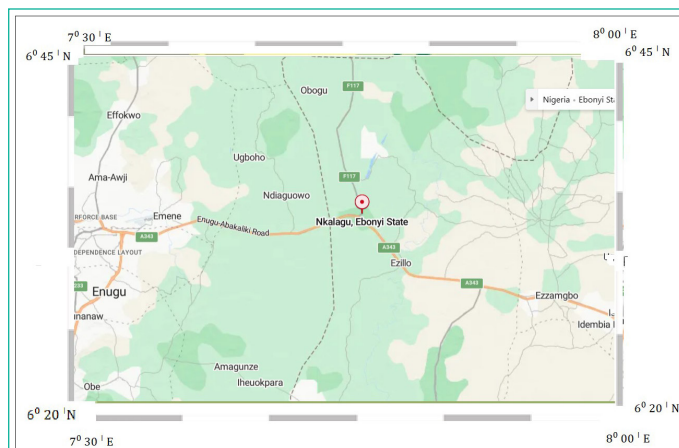 7⁰ 30 ᴵ E
8⁰ 00 ᴵ E
6⁰ 45 ᴵ N
6⁰ 45 ᴵ N
F117
Obogu
Nigeria - Ebonyi
Effokwo
Ugboho
Ama-Awji
F117
Ndiaguowo
RFORCE BASE
Emene
Enugu-Abakaliki Road
Nkalagu, Ebonyi State
A343
A343
DEPENDENCE LAYOUT
Ezillo
A343
Enugu
Ezzamgbo
unanaw
Idembia
Amagunze
Obe
Iheuokpara
6⁰ 20 ᴵ N
6⁰ 20 ᴵ N
7⁰ 30 ᴵ E
8⁰ 00 ᴵ E